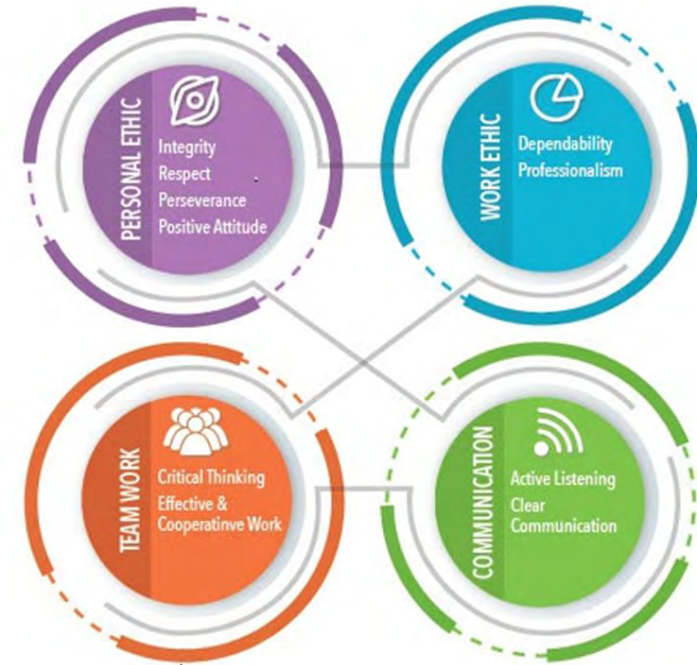 PERSONAL ETHIC
Integrity
Respect
Perseverance
Positive Attitude
WORK ETHIC
Dependability
Professionalism
TEAM WORK
Critical Thinking
Effective &
Cooperatinve Work
COMMUNICATION
Active Listening
Clear
Communication